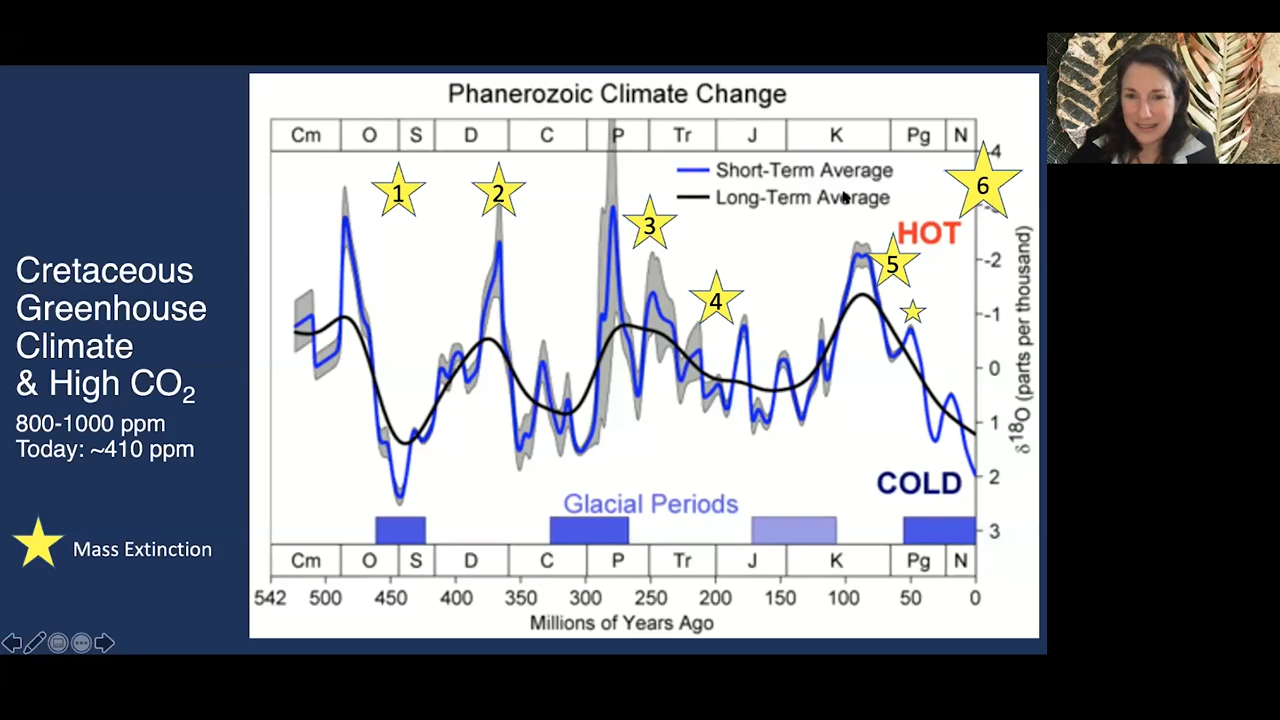 Cretaceous
Greenhouse
Climate
& High CO₂
800-1000 ppm
Today: ~410 ppm
Mass Extinction
Phanerozoic Climate Change
Cm O S D C P Tr J K Pg N
Short-Term Average
Long-Term Average
1
2
3
4
5
6
HOT
COLD
Glacial Periods
-4
-3
-2
-1
0
1
2
3
δ¹⁸O (parts per thousand)
Cm O S D C P Tr J K Pg N
542 500 450 400 350 300 250 200 150 100 50 0
Millions of Years Ago